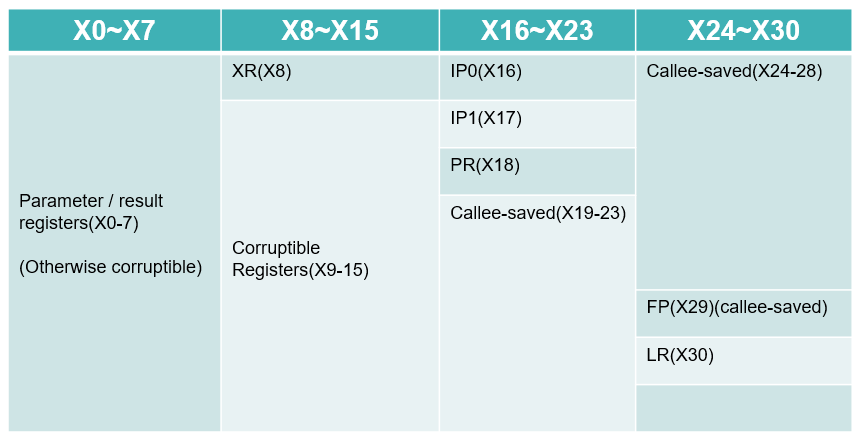 X0~X7
X8~X15
X16~X23
X24~X30
Parameter / result
registers(X0-7)
(Otherwise corruptible)
XR(X8)
Corruptible
Registers(X9-15)
IP0(X16)
IP1(X17)
PR(X18)
Callee-saved(X19-23)
Callee-saved(X24-28)
FP(X29)(callee-saved)
LR(X30)